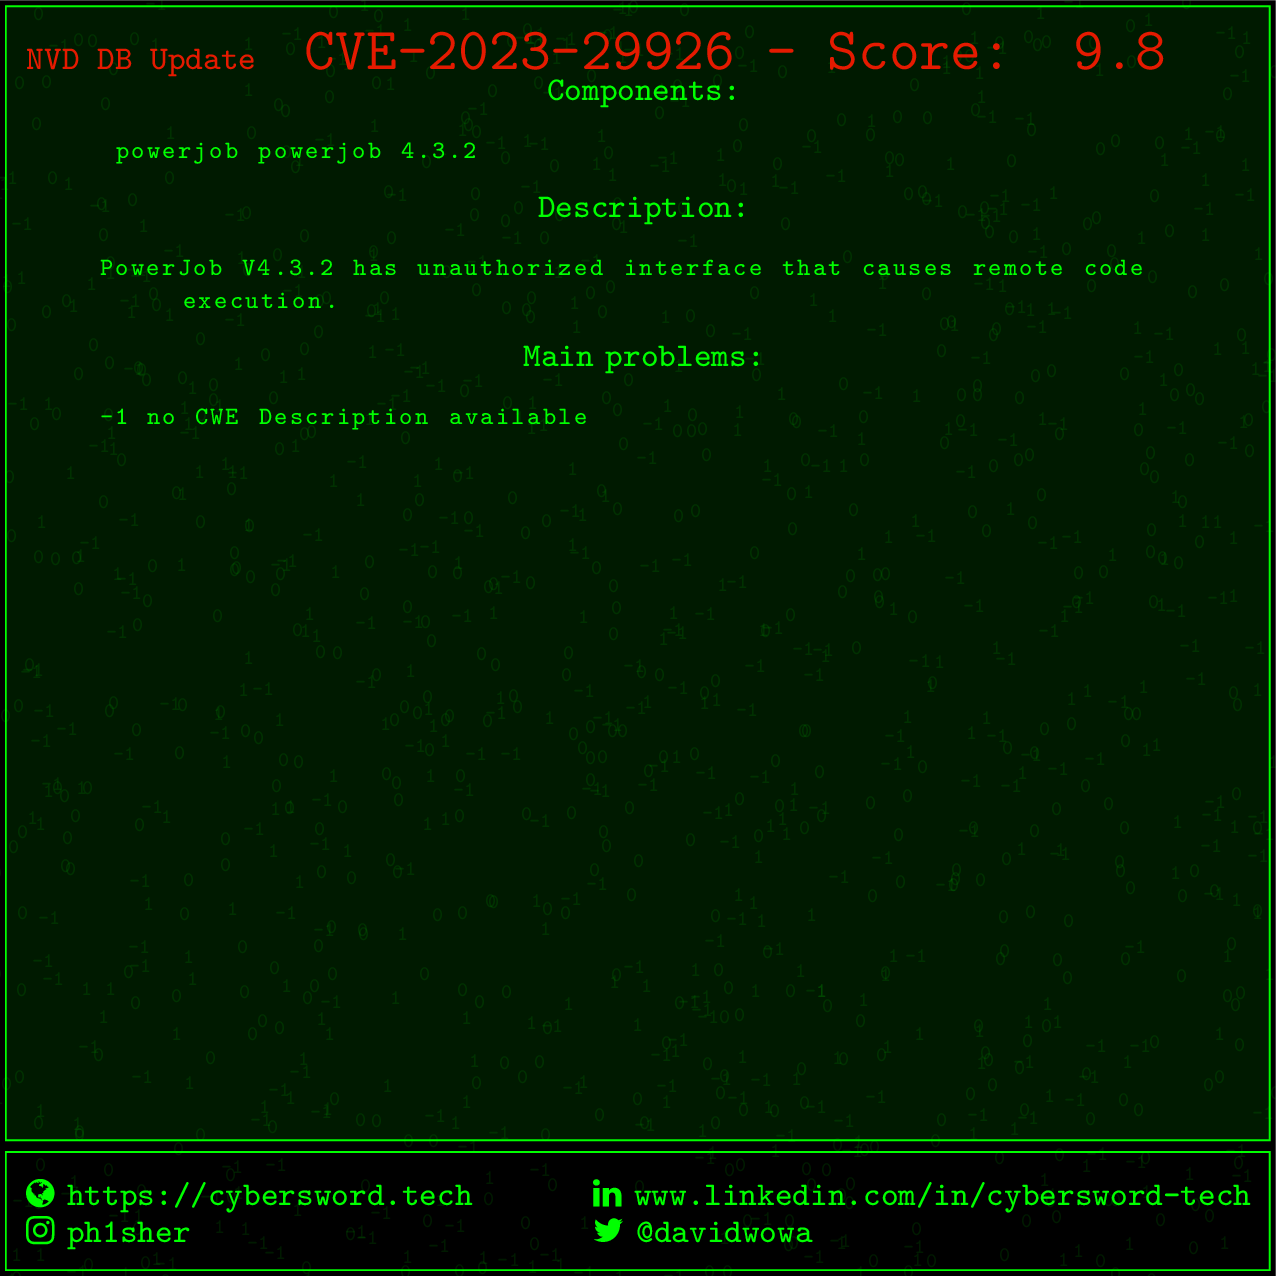 NVD DB Update CVE-2023-29926 - Score: 9.8
Components:
powerjob powerjob 4.3.2
Description:
PowerJob V4.3.2 has unauthorized interface that causes remote code
execution.
Main problems:
-1 no CWE Description available
https://cybersword.tech
www.linkedin.com/in/cybersword-tech
ph1sher
@davidwowa